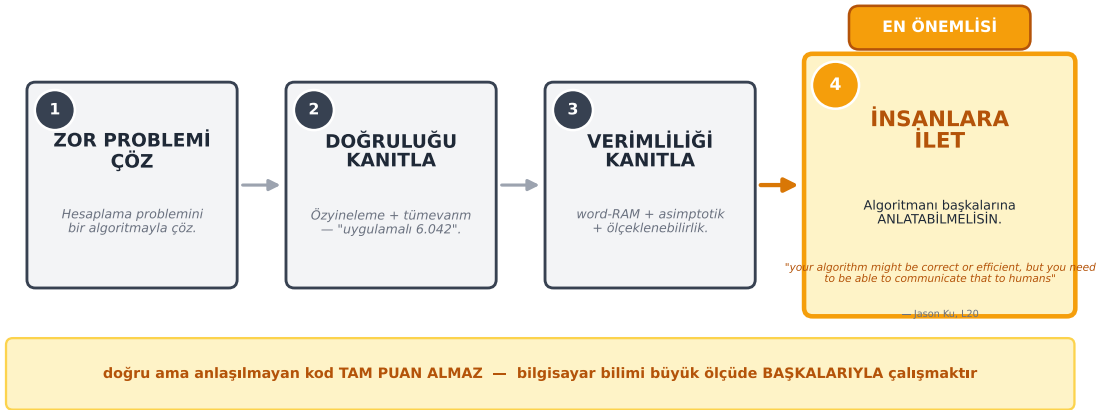 EN ÖNEMLİSİ
1
ZOR PROBLEMİ
ÇÖZ
Hesaplama problemini
bir algoritmayla çöz.
2
DOĞRULUĞU
KANITLA
Özyineleme + tümevarım
— "uygulamalı 6.042".
3
VERİMLİLİĞİ
KANITLA
word-RAM + asimptotik
+ ölçeklenebilirlik.
4
İNSANLARA
İLET
Algoritmanı başkalarına
ANLATABİLMELİSİN.
"your algorithm might be correct or efficient, but you need
to be able to communicate that to humans"
— Jason Ku, L20
doğru ama anlaşılmayan kod TAM PUAN ALMAZ — bilgisayar bilimi büyük ölçüde BAŞKALARIYLA çalışmaktır